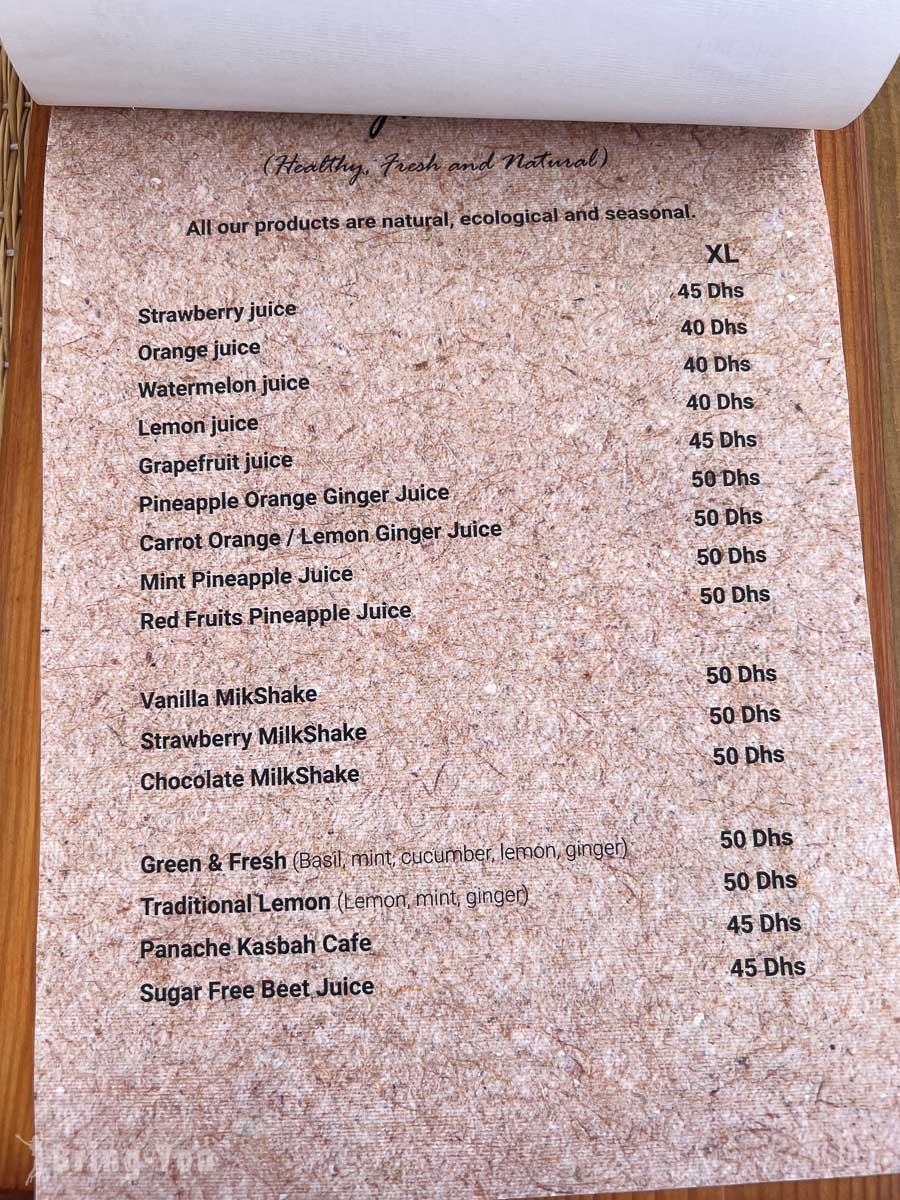 (Healthy, Fresh and Natural)
All our products are natural, ecological and seasonal.
XL
Strawberry juice 45 Dhs
Orange juice 40 Dhs
Watermelon juice 40 Dhs
Lemon juice 40 Dhs
Grapefruit juice 45 Dhs
Pineapple Orange Ginger Juice 50 Dhs
Carrot Orange / Lemon Ginger Juice 50 Dhs
Mint Pineapple Juice 50 Dhs
Red Fruits Pineapple Juice 50 Dhs
Vanilla MikShake 50 Dhs
Strawberry MilkShake 50 Dhs
Chocolate MilkShake 50 Dhs
Green & Fresh (Basil, mint, cucumber, lemon, ginger) 50 Dhs
Traditional Lemon (Lemon, mint, ginger) 50 Dhs
Panache Kasbah Cafe 45 Dhs
Sugar Free Beet Juice 45 Dhs
bring-you